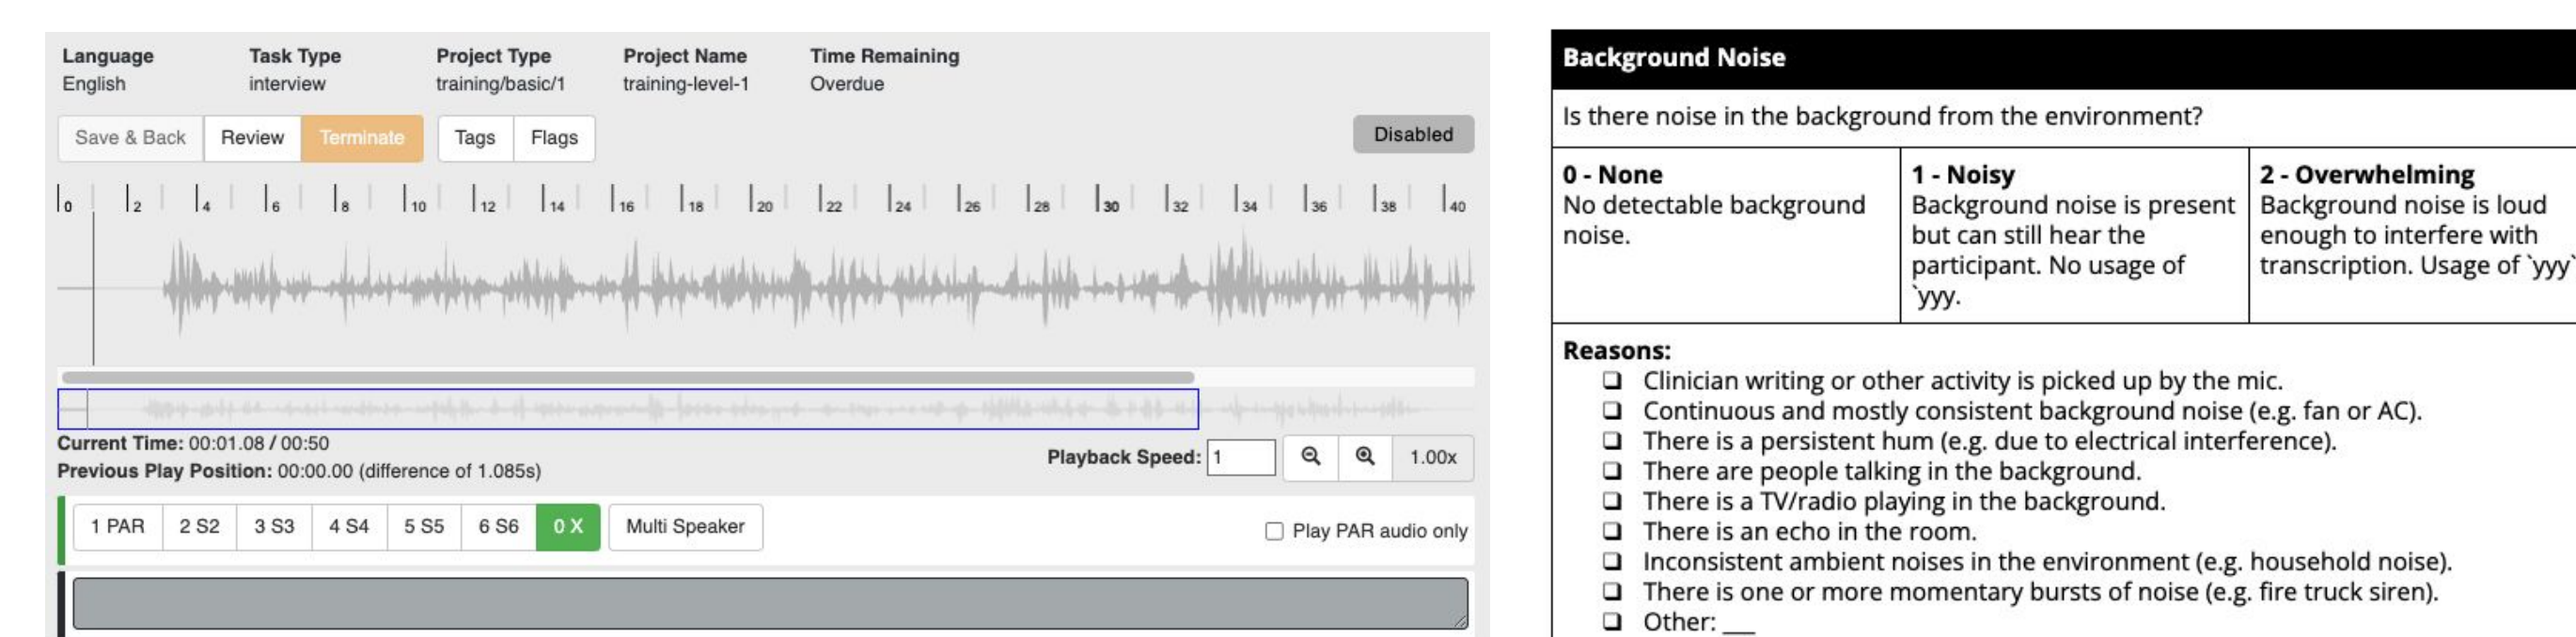 Language Task Type Project Type Project Name Time Remaining
English interview training/basic/1 training-level-1 Overdue
Save & Back Review Terminate Tags Flags Disabled
0 2 4 6 8 10 12 14 16 18 20 22 24 26 28 30 32 34 36 38 40
Current Time: 00:01.08 / 00:50
Previous Play Position: 00:00.00 (difference of 1.085s)
Playback Speed: 1 1.00x
1 PAR 2 S2 3 S3 4 S4 5 S5 6 S6 0 X Multi Speaker Play PAR audio only
Background Noise
Is there noise in the background from the environment?
0 - None
No detectable background
noise.
1 - Noisy
Background noise is present
but can still hear the
participant. No usage of
`yyy.
2 - Overwhelming
Background noise is loud
enough to interfere with
transcription. Usage of `yyy`
Reasons:
Clinician writing or other activity is picked up by the mic.
Continuous and mostly consistent background noise (e.g. fan or AC).
There is a persistent hum (e.g. due to electrical interference).
There are people talking in the background.
There is a TV/radio playing in the background.
There is an echo in the room.
Inconsistent ambient noises in the environment (e.g. household noise).
There is one or more momentary bursts of noise (e.g. fire truck siren).
Other: ___